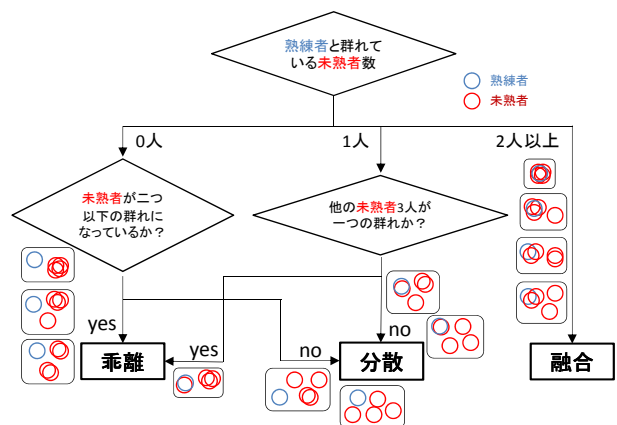 熟練者と群れて
いる未熟者数
熟練者
未熟者
0人
1人
2人以上
未熟者が二つ
以下の群れに
なっているか？
他の未熟者3人が
一つの群れか？
yes
yes
no
no
乖離
分散
融合